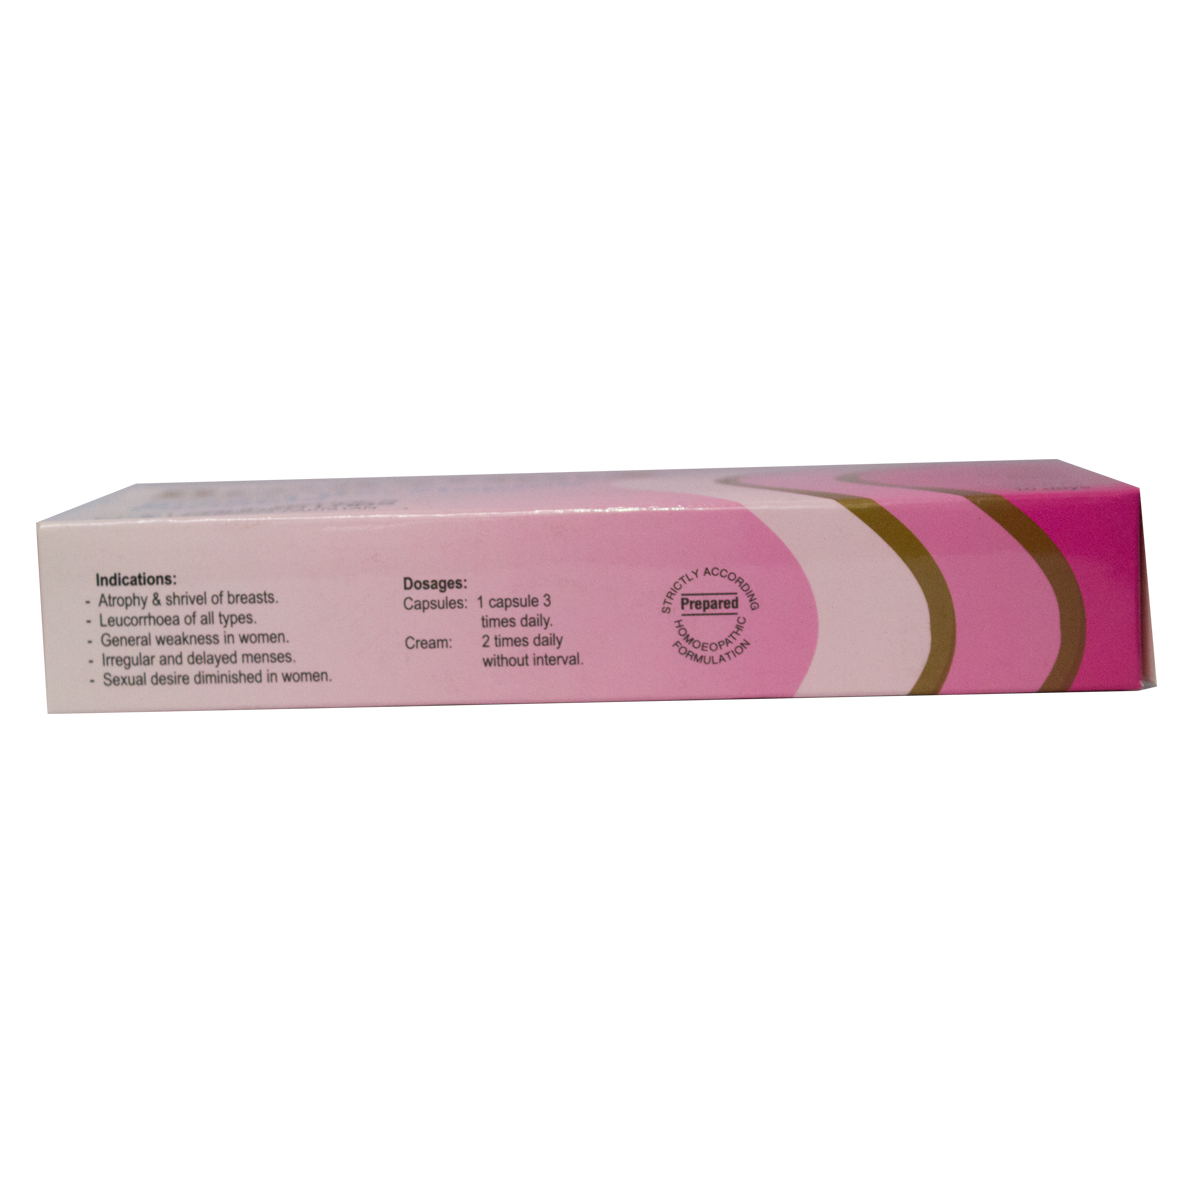 Indications:
- Atrophy & shrivel of breasts.
- Leucorrhoea of all types.
- General weakness in women.
- Irregular and delayed menses.
- Sexual desire diminished in women.
Dosages:
Capsules: 1 capsule 3
times daily.
Cream: 2 times daily
without interval.
STRICTLY ACCORDING
Prepared
HOMOEOPATHIC
FORMULATION